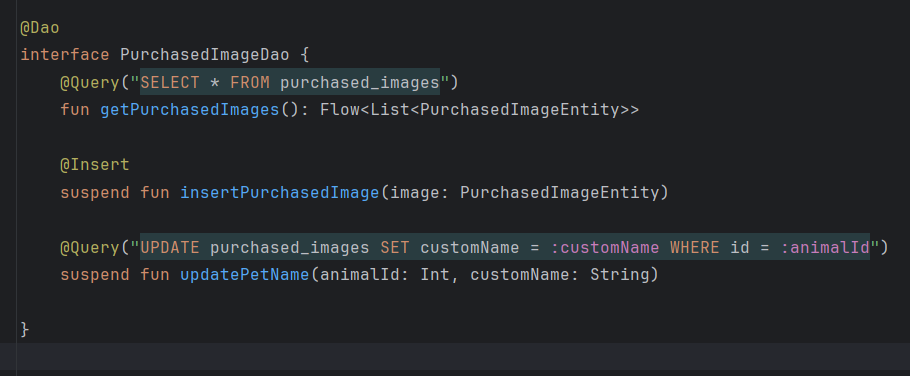 @Dao
interface PurchasedImageDao {
    @Query("SELECT * FROM purchased_images")
    fun getPurchasedImages(): Flow<List<PurchasedImageEntity>>
    @Insert
    suspend fun insertPurchasedImage(image: PurchasedImageEntity)
    @Query("UPDATE purchased_images SET customName = :customName WHERE id = :animalId")
    suspend fun updatePetName(animalId: Int, customName: String)
}